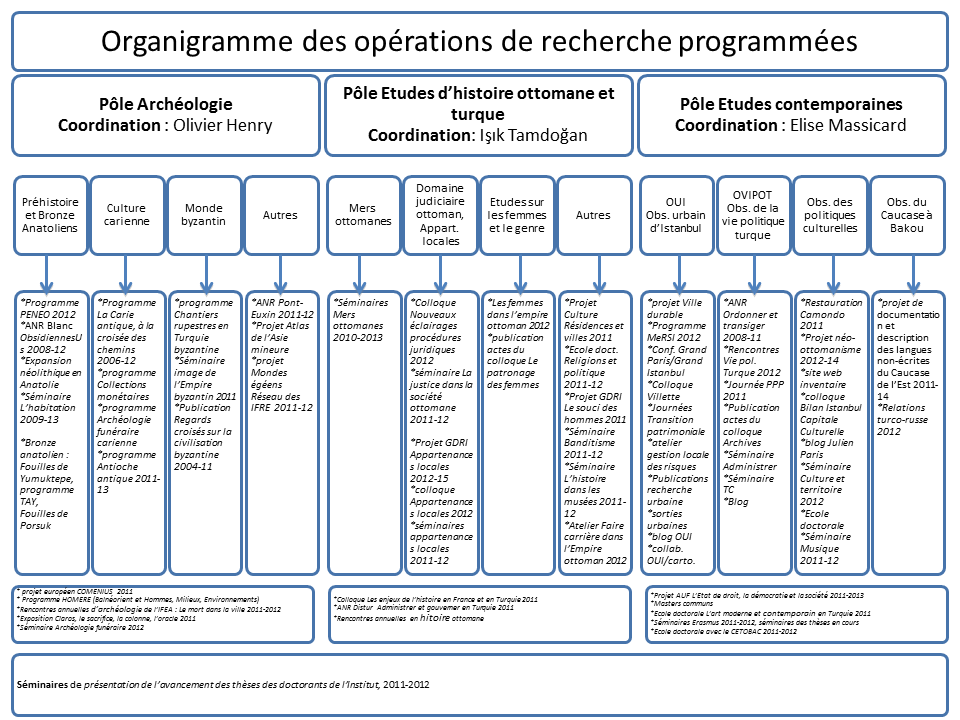 Organigramme des opérations de recherche programmées
Pôle Archéologie
Coordination : Olivier Henry
Pôle Etudes d'histoire ottomane et
turque
Coordination: Işık Tamdoğan
Pôle Etudes contemporaines
Coordination : Elise Massicard
Préhistoire
et Bronze
Anatoliens
Culture
carienne
Monde
byzantin
Autres
Mers
ottomanes
Domaine
judiciaire
ottoman,
Appart.
locales
Etudes sur
les femmes
et le genre
Autres
OUI
Obs. urbain
d'Istanbul
OVIPOT
Obs. de la
vie politique
turque
Obs. des
politiques
culturelles
Obs. du
Caucase à
Bakou
*Programme
PENEO 2012
*ANR Blanc
ObsidiennesU
s 2008-12
*Expansion
néolithique en
Anatolie
*Séminaire
L'habitation
2009-13
*Bronze
anatolien :
Fouilles de
Yumuktepe,
programme
TAY,
Fouilles de
Porsuk
*Programme
La Carie
antique, à la
croisée des
chemins
2006-12
*programme
Collections
monétaires
*programme
Archéologie
funéraire
carienne
*programme
Antioche
antique 2011-
13
*programme
Chantiers
rupestres en
Turquie
byzantine
*Séminaire
image de
l'Empire
byzantin 2011
*Publication
Regards
croisés sur la
civilisation
byzantine
2004-11
*ANR Pont-
Euxin 2011-12
*Projet Atlas
de l'Asie
mineure
*projet
Mondes
égéens
Réseau des
IFRE 2011-12
*Séminaires
Mers
ottomanes
2010-2013
*Colloque
Nouveaux
éclairages
procédures
juridiques
2012
*séminaire La
justice dans la
société
ottomane
2011-12
*Projet GDRI
Appartenance
s locales
2012-15
*colloque
Appartenance
s locales 2012
*séminaires
appartenance
s locales
2011-12
*Les femmes
dans l'empire
ottoman 2012
*publication
actes du
colloque Le
patronage
des femmes
*Projet
Culture
Résidences et
villes 2011
*Ecole doct.
Religions et
politique
2011-12
*Projet GDRI
Le souci des
hommes 2011
*Séminaire
Banditisme
2011-12
*Séminaire
L'histoire
dans les
musées 2011-
12
*Atelier Faire
carrière dans
l'Empire
ottoman 2012
*projet Ville
durable
*Programme
MeRSI 2012
*Conf. Grand
Paris/Grand
Istanbul
*Colloque
Villette
*Journées
Transition
patrimoniale
*atelier
gestion locale
des risques
*Publications
recherche
urbaine
*sorties
urbaines
*blog OUI
*collab.
OUI/carto.
*ANR
Ordonner et
transiger
2008-11
*Rencontres
Vie pol.
Turque 2012
*Journée PPP
2011
*Publication
actes du
colloque
Archives
*Séminaire
Administrer
*Séminaire
TC
*Blog
*Restauration
Camondo
2011
*Projet néo-
ottomanisme
2012-14
*site web
inventaire
*colloque
Bilan Istanbul
Capitale
Culturelle
*blog Julien
Paris
*Séminaire
Culture et
territoire
2012
*Ecole
doctorale
*Séminaire
Musique
2011-12
*projet de
documentatio
n et
description
des langues
non-écrites
du Caucase
de l'Est 2011-
14
*Relations
turco-russe
2012
* projet européen COMENIUS 2011
* Programme HOMERE (Balnéorient et Hommes, Milieux, Environnements)
*Rencontres annuelles d'archéologie de l'IFEA : Le mort dans la ville 2011-2012
*Exposition Claros, le sacrifice, la colonne, l'oracle 2011
*Séminaire Archéologie funéraire 2012
*Colloque Les enjeux de l'histoire en France et en Turquie 2011
*ANR Distur Administrer et gouverner en Turquie 2011
*Rencontres annuelles en hitoire ottomane
*Projet AUF L'Etat de droit, la démocratie et la société 2011-2013
*Masters communs
*Ecole doctorale L'art moderne et contemporain en Turquie 2011
*Séminaires Erasmus 2011-2012, séminaires des thèses en cours
*Ecole doctorale avec le CETOBAC 2011-2012
Séminaires de présentation de l'avancement des thèses des doctorants de l'Institut, 2011-2012